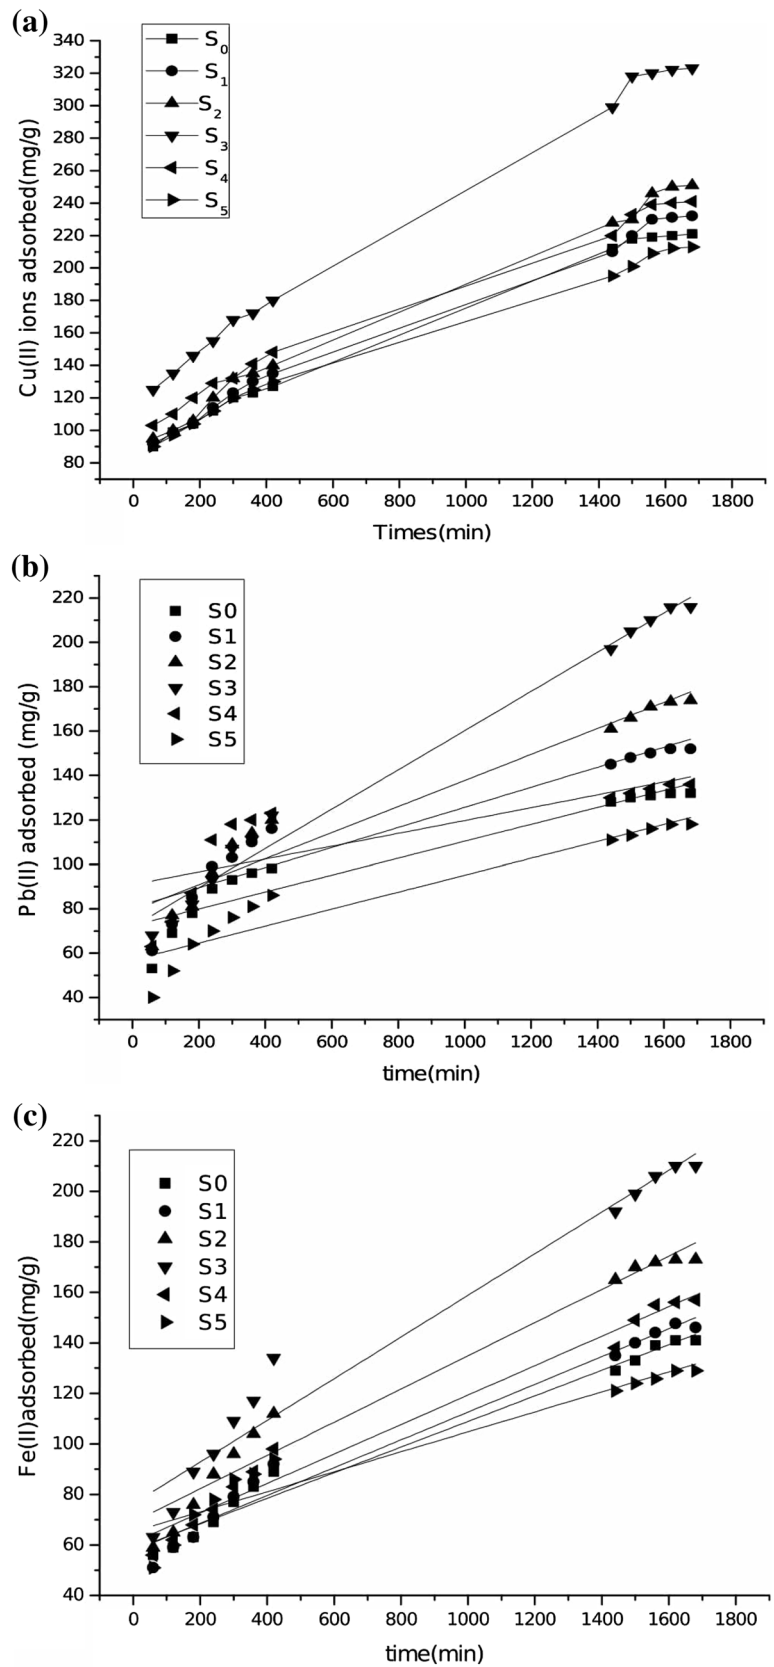 (a)
Cu(II) ions adsorbed(mg/g)
340
320
300
280
260
240
220
200
180
160
140
120
100
80
S0
S1
S2
S3
S4
S5
0 200 400 600 800 1000 1200 1400 1600 1800
Times(min)
(b)
Pb(II) adsorbed (mg/g)
220
200
180
160
140
120
100
80
60
40
S0
S1
S2
S3
S4
S5
0 200 400 600 800 1000 1200 1400 1600 1800
time(min)
(c)
Fe(II)adsorbed(mg/g)
220
200
180
160
140
120
100
80
60
40
S0
S1
S2
S3
S4
S5
0 200 400 600 800 1000 1200 1400 1600 1800
time(min)